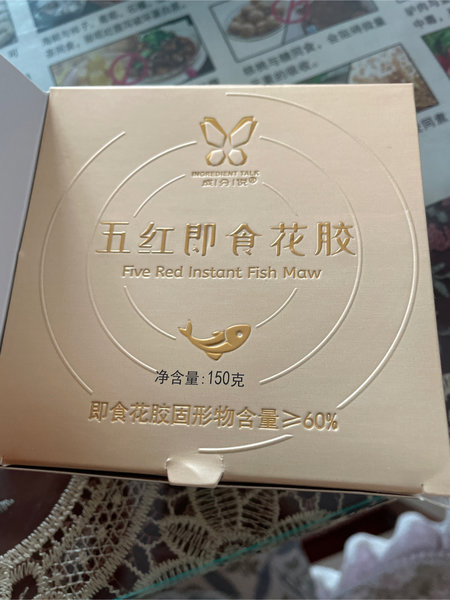 INGREDIENT TALK
成分说®
五红即食花胶
Five Red Instant Fish Maw
净含量:150克
即食花胶固形物含量≥60%